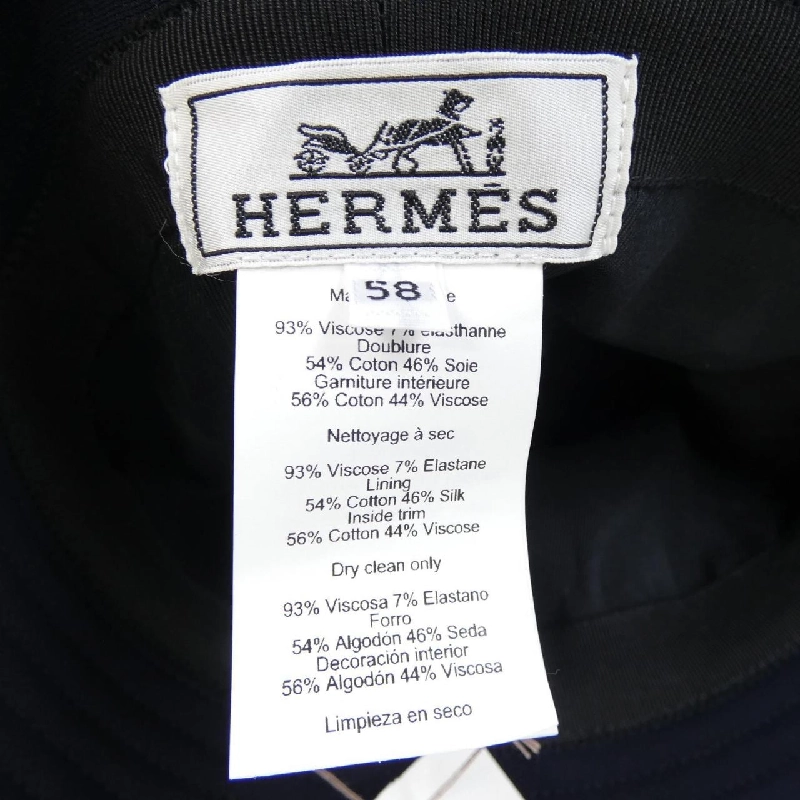 HERMÈS
58
93% Viscose 7% élasthanne
Doublure
54% Coton 46% Soie
Garniture intérieure
56% Coton 44% Viscose
Nettoyage à sec
93% Viscose 7% Elastane
Lining
54% Cotton 46% Silk
Inside trim
56% Cotton 44% Viscose
Dry clean only
93% Viscosa 7% Elastano
Forro
54% Algodón 46% Seda
Decoración interior
56% Algodón 44% Viscosa
Limpieza en seco